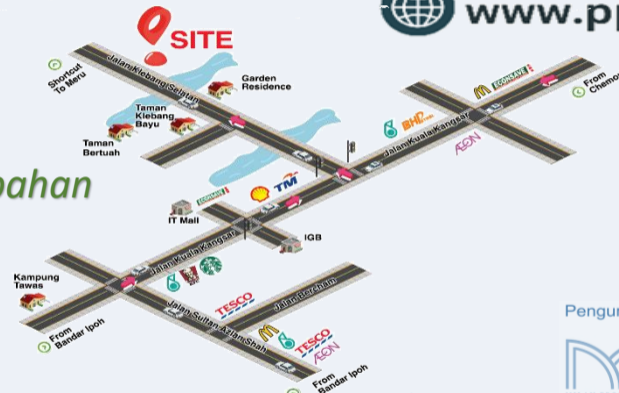 www.pp
SITE
Jalan Klebang Selatan
Shortcut
To Meru
Garden
Residence
Taman
Klebang
Bayu
Taman
Bertuah
ECONSAVE
From
Chemor
BHP
Jalan Kuala Kangsar
AEON
pahan
ECONSAVE
TM
IT Mall
IGB
Jalan Kuala Kangsar
Kampung
Tawas
TESCO
Jalan Bercham
Jalan Sultan Azlan Shah
TESCO
AEON
From
Bandar Ipoh
From
Bandar Ipoh
Pengur